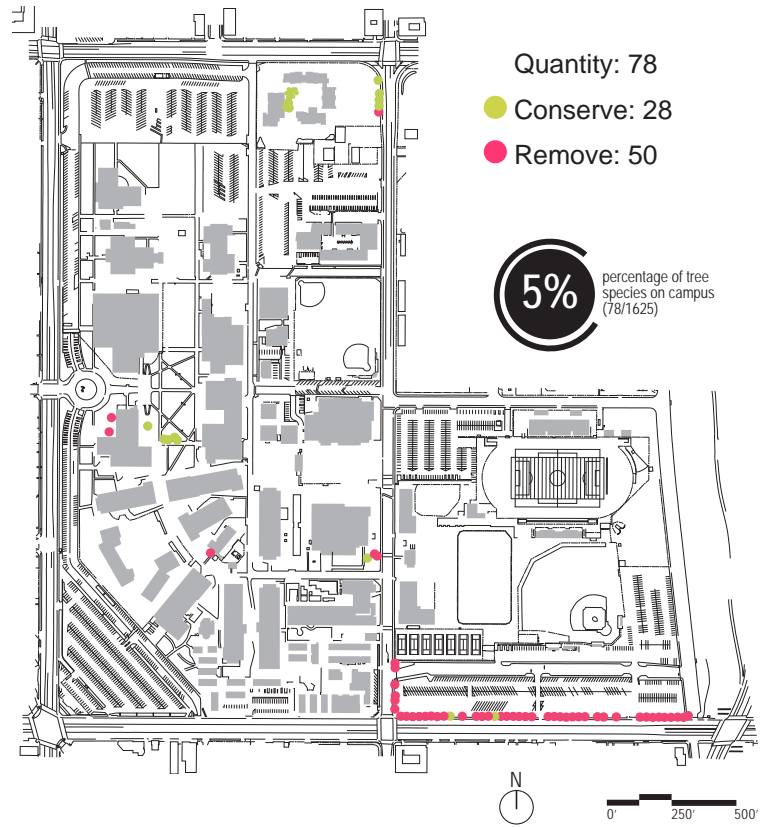 Quantity: 78
Conserve: 28
Remove: 50
5%
percentage of tree
species on campus
(78/1625)
N
0' 250' 500'